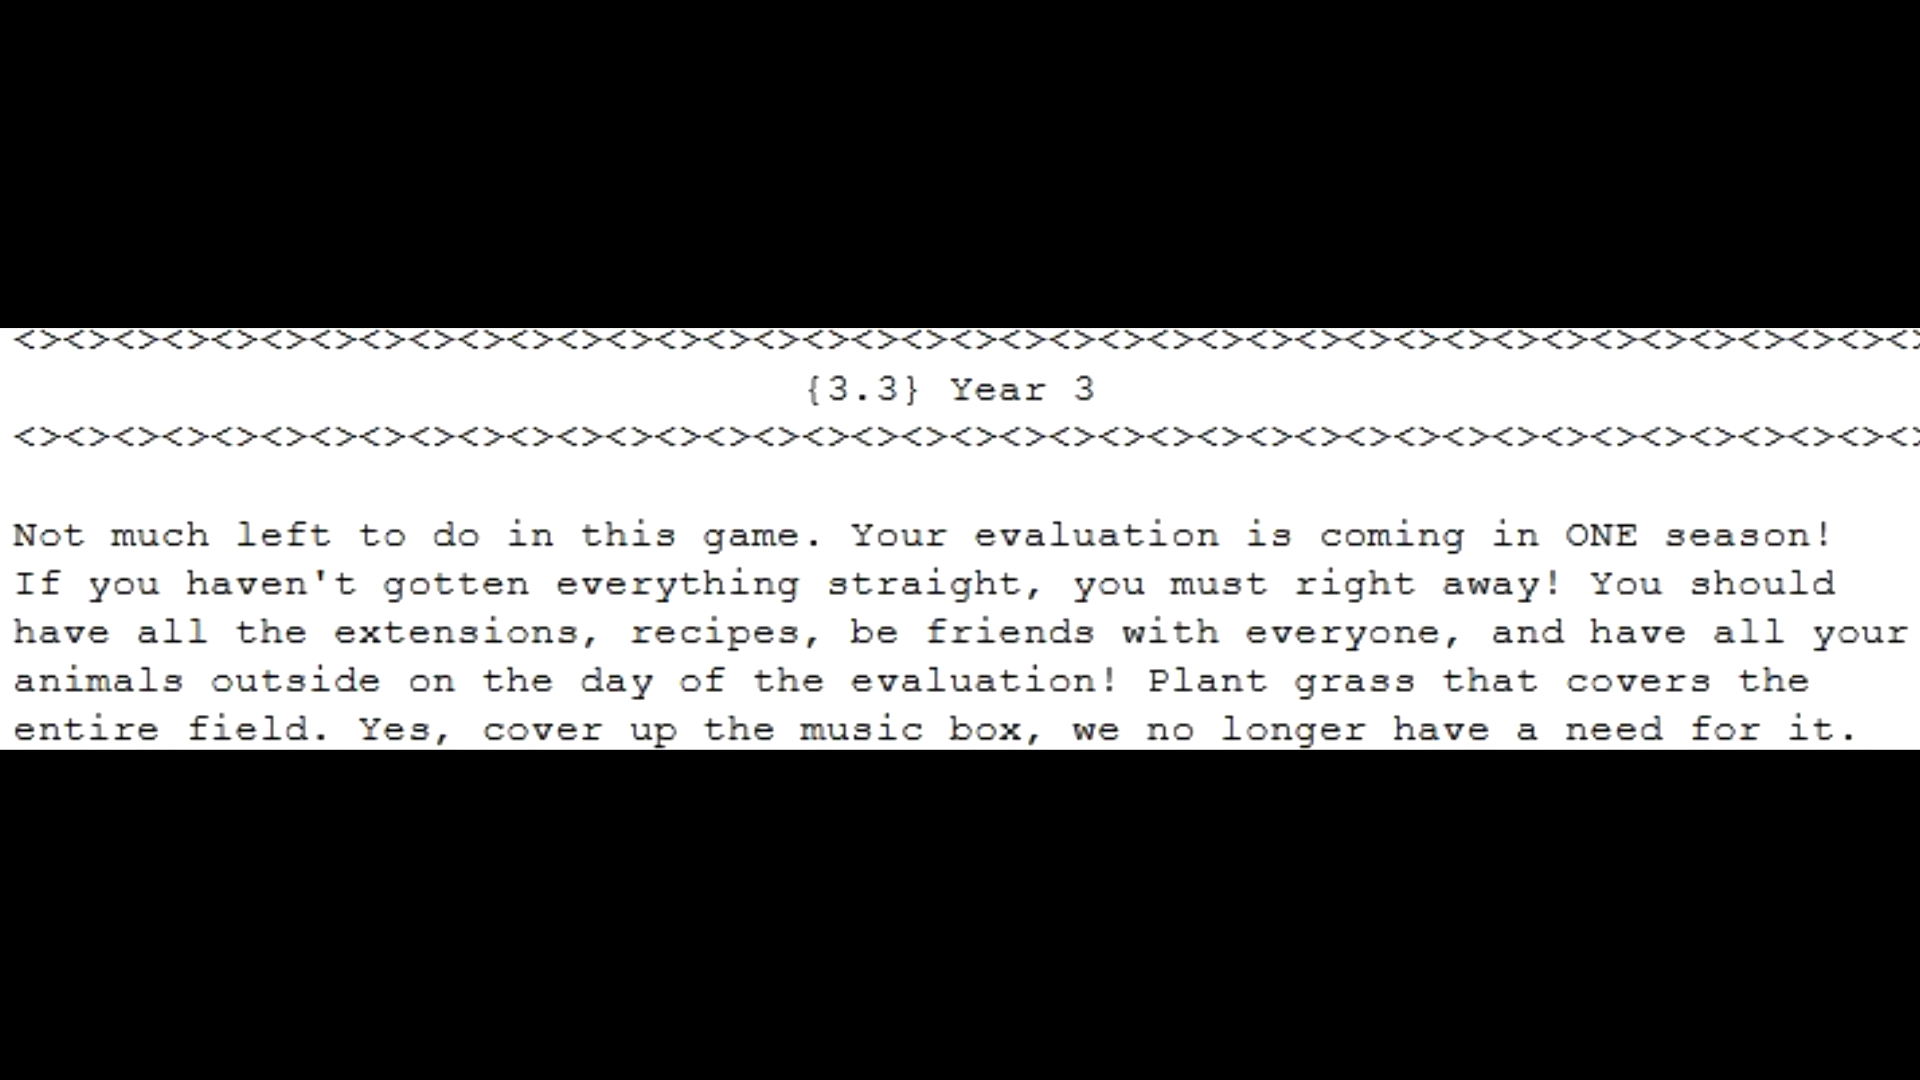 <><><><><><><><><><><><><><><><><><><><><><><><><><><><><><><><><><><><><><>
{3.3} Year 3
<><><><><><><><><><><><><><><><><><><><><><><><><><><><><><><><><><><><><><>
Not much left to do in this game. Your evaluation is coming in ONE season!
If you haven't gotten everything straight, you must right away! You should
have all the extensions, recipes, be friends with everyone, and have all your
animals outside on the day of the evaluation! Plant grass that covers the
entire field. Yes, cover up the music box, we no longer have a need for it.